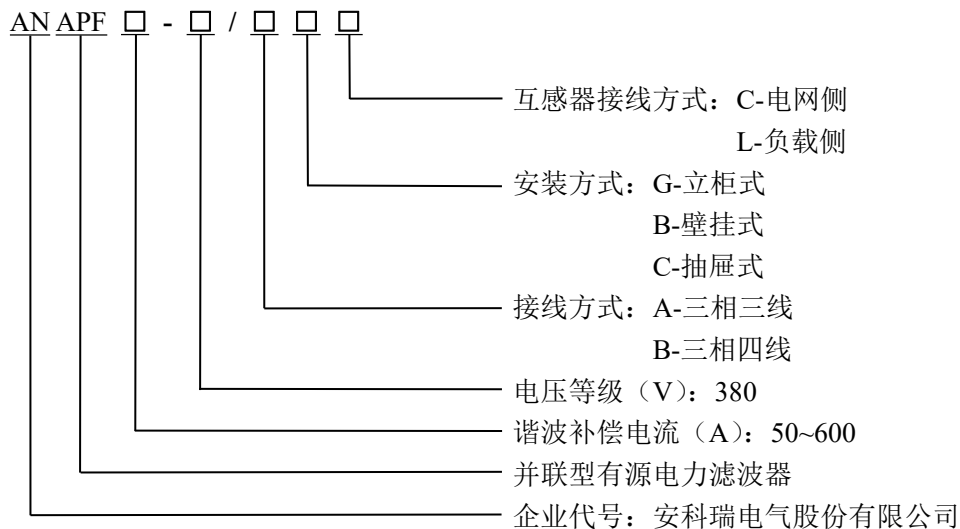 AN APF □ - □ / □ □ □
互感器接线方式：C-电网侧
L-负载侧
安装方式：G-立柜式
B-壁挂式
C-抽屉式
接线方式：A-三相三线
B-三相四线
电压等级（V）：380
谐波补偿电流（A）：50~600
并联型有源电力滤波器
企业代号：安科瑞电气股份有限公司